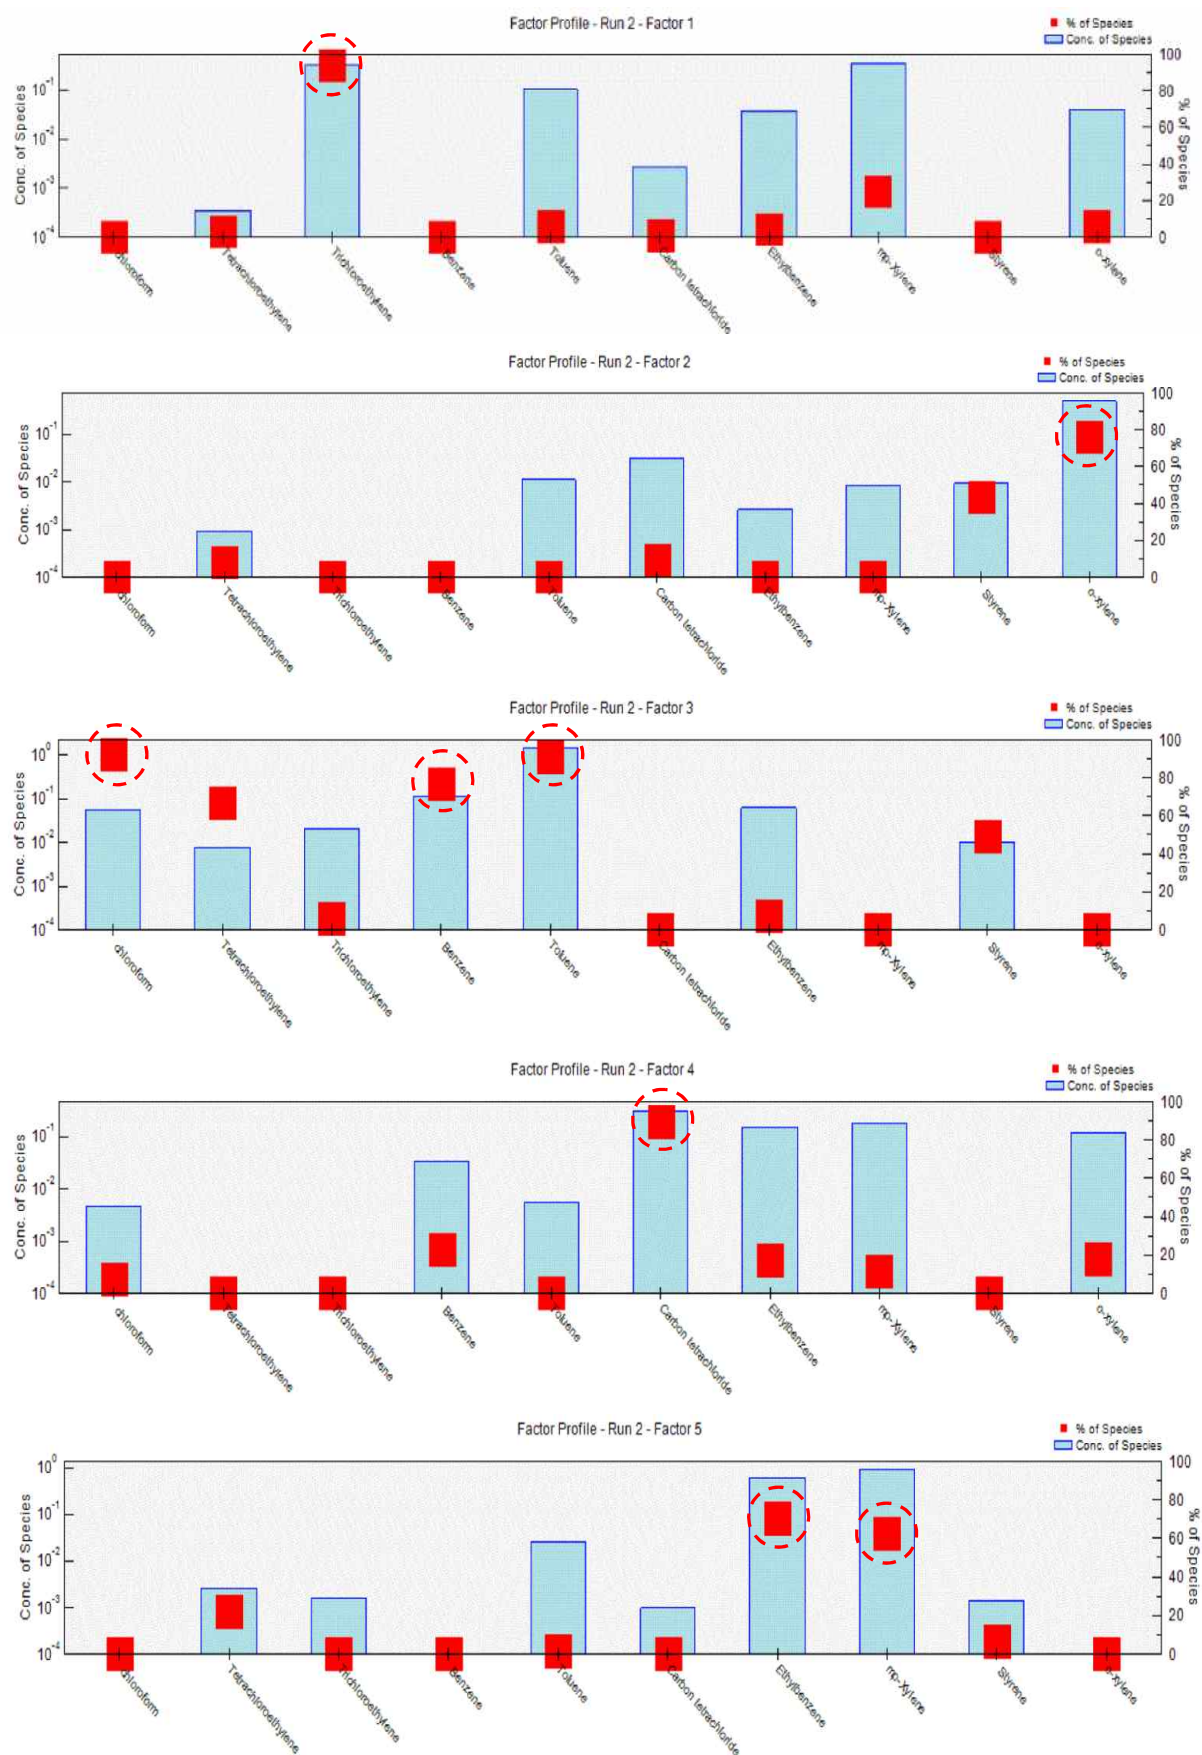 Factor Profile - Run 2 - Factor 1
% of Species
Conc. of Species
Conc. of Species
10⁻¹
10⁻²
10⁻³
10⁻⁴
100
80
60
40
20
0
% of Species
chloroform
Tetrachloroethylene
Trichloroethylene
Benzene
Toluene
Carbon tetrachloride
Ethylbenzene
mp-Xylene
Styrene
o-xylene
Factor Profile - Run 2 - Factor 2
% of Species
Conc. of Species
Conc. of Species
10⁻¹
10⁻²
10⁻³
10⁻⁴
100
80
60
40
20
0
% of Species
chloroform
Tetrachloroethylene
Trichloroethylene
Benzene
Toluene
Carbon tetrachloride
Ethylbenzene
mp-Xylene
Styrene
o-xylene
Factor Profile - Run 2 - Factor 3
% of Species
Conc. of Species
Conc. of Species
10⁰
10⁻¹
10⁻²
10⁻³
10⁻⁴
100
80
60
40
20
0
% of Species
chloroform
Tetrachloroethylene
Trichloroethylene
Benzene
Toluene
Carbon tetrachloride
Ethylbenzene
mp-Xylene
Styrene
o-xylene
Factor Profile - Run 2 - Factor 4
% of Species
Conc. of Species
Conc. of Species
10⁻¹
10⁻²
10⁻³
10⁻⁴
100
80
60
40
20
0
% of Species
chloroform
Tetrachloroethylene
Trichloroethylene
Benzene
Toluene
Carbon tetrachloride
Ethylbenzene
mp-Xylene
Styrene
o-xylene
Factor Profile - Run 2 - Factor 5
% of Species
Conc. of Species
Conc. of Species
10⁰
10⁻¹
10⁻²
10⁻³
10⁻⁴
100
80
60
40
20
0
% of Species
chloroform
Tetrachloroethylene
Trichloroethylene
Benzene
Toluene
Carbon tetrachloride
Ethylbenzene
mp-Xylene
Styrene
o-xylene